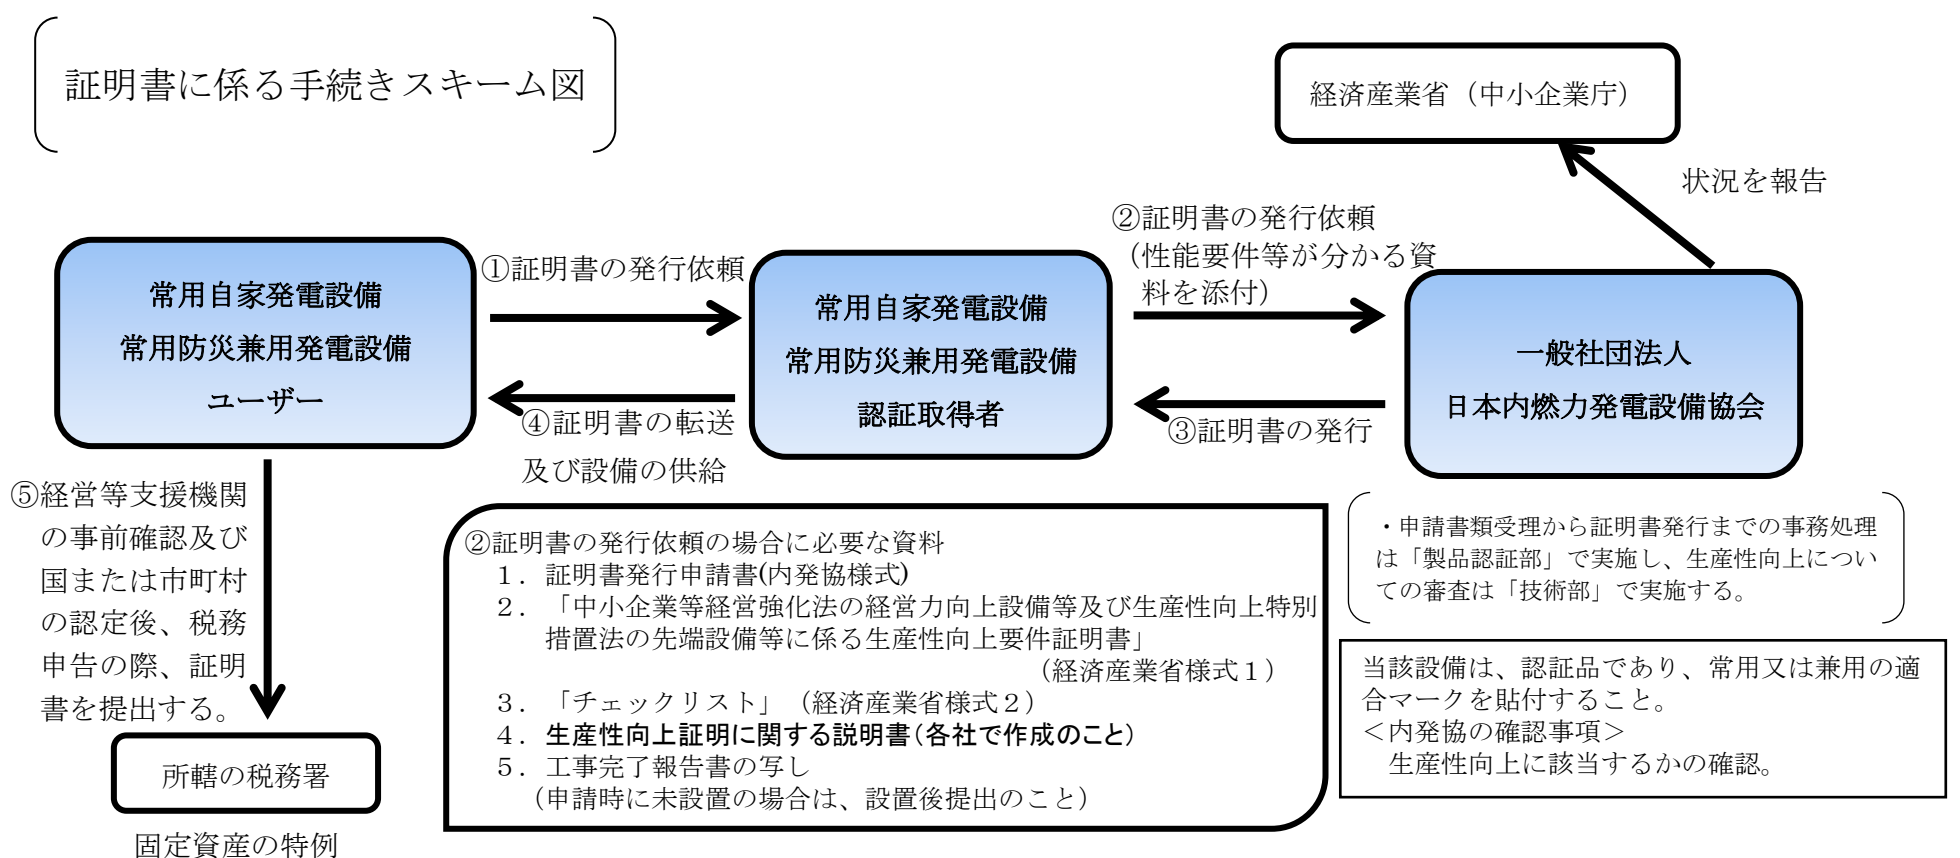 証明書に係る手続きスキーム図
経済産業省（中小企業庁）
状況を報告
常用自家発電設備
常用防災兼用発電設備
ユーザー
①証明書の発行依頼
常用自家発電設備
常用防災兼用発電設備
認証取得者
②証明書の発行依頼
（性能要件等が分かる資
料を添付）
一般社団法人
日本内燃力発電設備協会
④証明書の転送
及び設備の供給
③証明書の発行
⑤経営等支援機関
の事前確認及び
国または市町村
の認定後、税務
申告の際、証明
書を提出する。
所轄の税務署
固定資産の特例
②証明書の発行依頼の場合に必要な資料
１．証明書発行申請書(内発協様式)
２．「中小企業等経営強化法の経営力向上設備等及び生産性向上特別
措置法の先端設備等に係る生産性向上要件証明書」
（経済産業省様式１）
３．「チェックリスト」（経済産業省様式２）
４．生産性向上証明に関する説明書（各社で作成のこと）
５．工事完了報告書の写し
（申請時に未設置の場合は、設置後提出のこと）
・申請書類受理から証明書発行までの事務処理
は「製品認証部」で実施し、生産性向上につい
ての審査は「技術部」で実施する。
当該設備は、認証品であり、常用又は兼用の適
合マークを貼付すること。
＜内発協の確認事項＞
生産性向上に該当するかの確認。